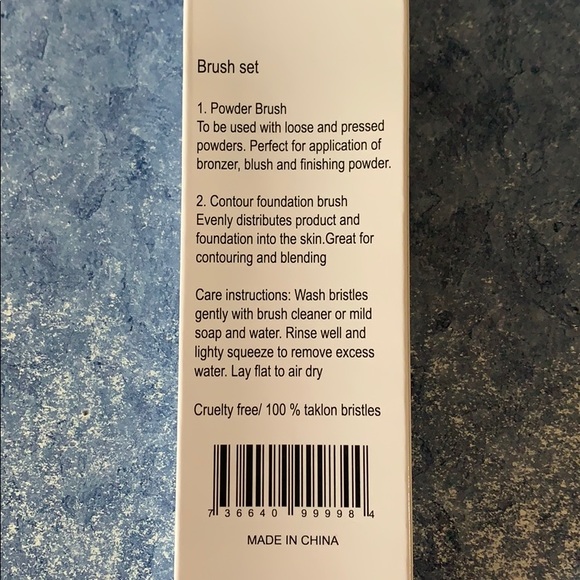 Brush set
1. Powder Brush
To be used with loose and pressed
powders. Perfect for application of
bronzer, blush and finishing powder.
2. Contour foundation brush
Evenly distributes product and
foundation into the skin.Great for
contouring and blending
Care instructions: Wash bristles
gently with brush cleaner or mild
soap and water. Rinse well and
lighty squeeze to remove excess
water. Lay flat to air dry
Cruelty free/ 100 % taklon bristles
7 36640 99998 4
MADE IN CHINA